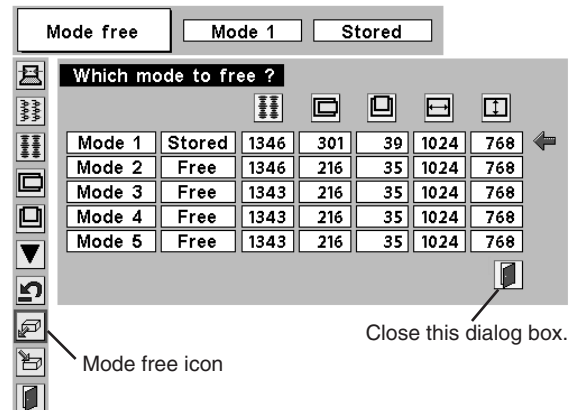 Mode free Mode 1 Stored
Which mode to free ?
Mode 1 Stored 1346 301 39 1024 768
Mode 2 Free 1346 216 35 1024 768
Mode 3 Free 1343 216 35 1024 768
Mode 4 Free 1343 216 35 1024 768
Mode 5 Free 1343 216 35 1024 768
Close this dialog box.
Mode free icon